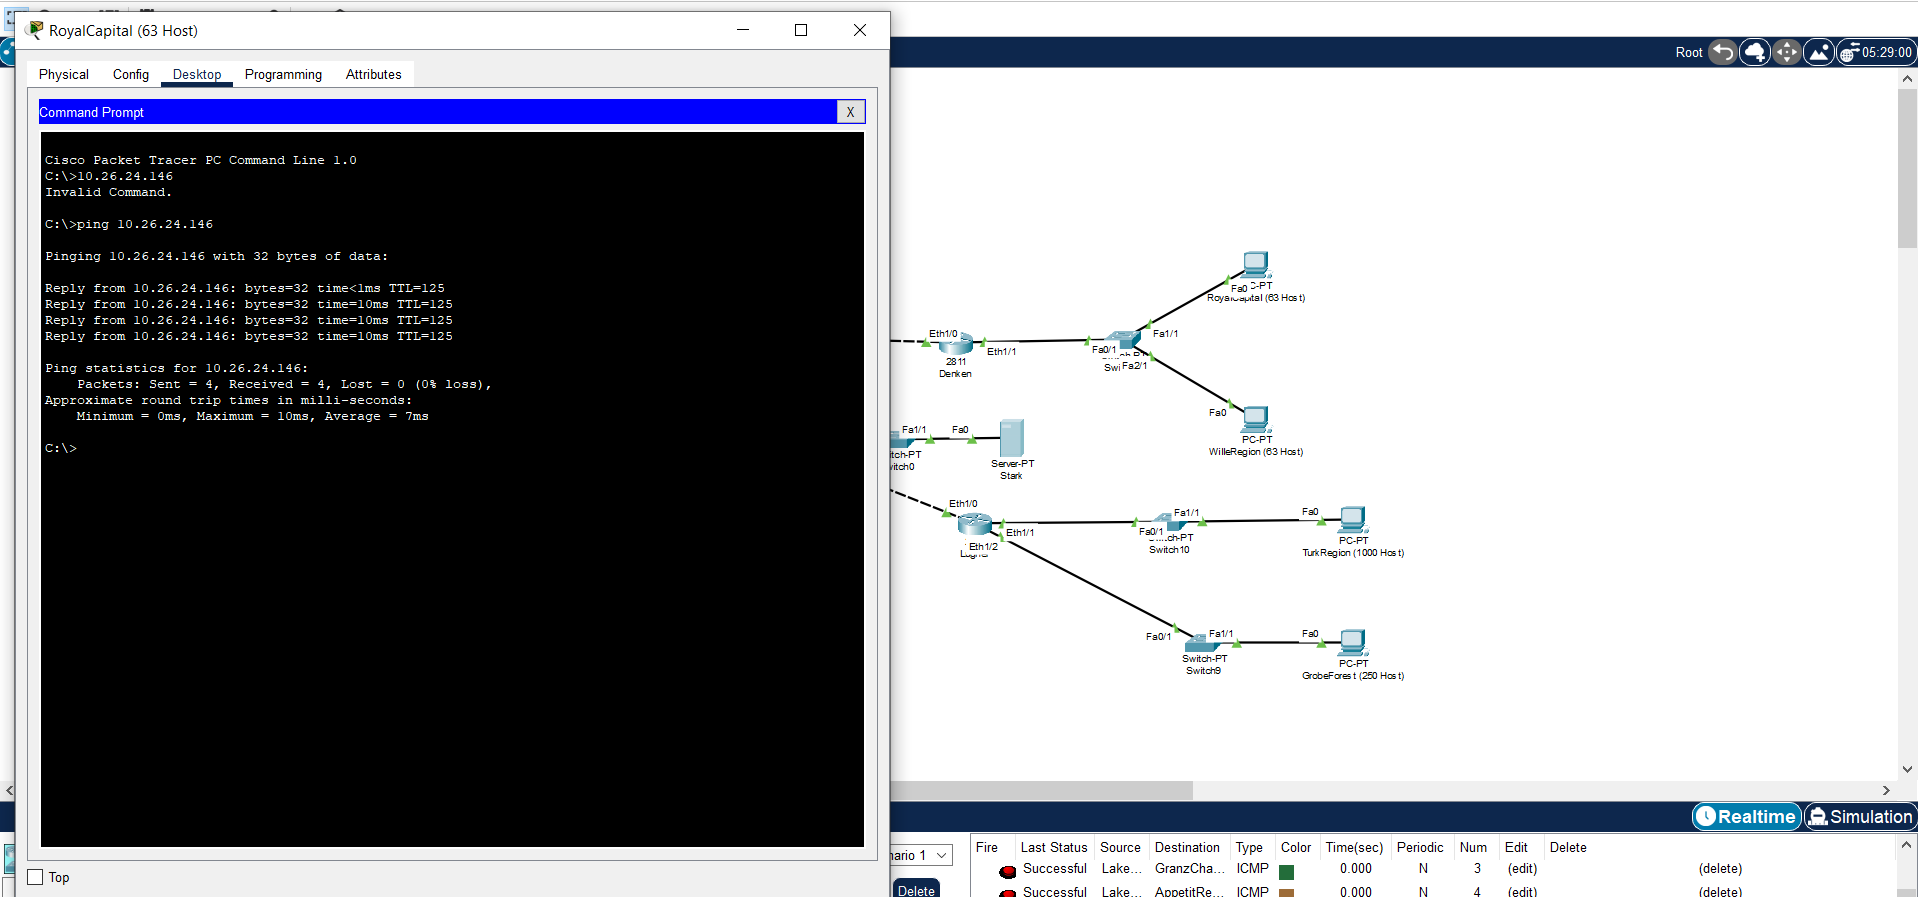 RoyalCapital (63 Host)
Root
05:29:00
Physical Config Desktop Programming Attributes
Command Prompt
X
Cisco Packet Tracer PC Command Line 1.0
C:\>10.26.24.146
Invalid Command.
C:\>ping 10.26.24.146
Pinging 10.26.24.146 with 32 bytes of data:
Reply from 10.26.24.146: bytes=32 time<1ms TTL=125
Reply from 10.26.24.146: bytes=32 time=10ms TTL=125
Reply from 10.26.24.146: bytes=32 time=10ms TTL=125
Reply from 10.26.24.146: bytes=32 time=10ms TTL=125
Ping statistics for 10.26.24.146:
Packets: Sent = 4, Received = 4, Lost = 0 (0% loss),
Approximate round trip times in milli-seconds:
Minimum = 0ms, Maximum = 10ms, Average = 7ms
C:\>
Top
Fa0
C-PT
RoyalCapital (63 Host)
Eth1/0
Eth1/1
2811
Denken
Fa0/1
Fa1/1
Fa2/1
Fa0
PC-PT
WilleRegion (63 Host)
Fa1/1
Fa0
itch-PT
vitch0
Server-PT
Stark
Eth1/0
Eth1/1
Eth1/2
Fa0/1
Fa1/1
Switch10
Fa0
PC-PT
TurkRegion (1000 Host)
Fa0/1
Fa1/1
Switch-PT
Switch9
Fa0
PC-PT
GrobeForest (250 Host)
Realtime Simulation
nario 1
Delete
Fire Last Status Source Destination Type Color Time(sec) Periodic Num Edit Delete
Successful Lake... GranzCha... ICMP 0.000 N 3 (edit) (delete)
Successful Lake... AppetitRe... ICMP 0.000 N 4 (edit) (delete)